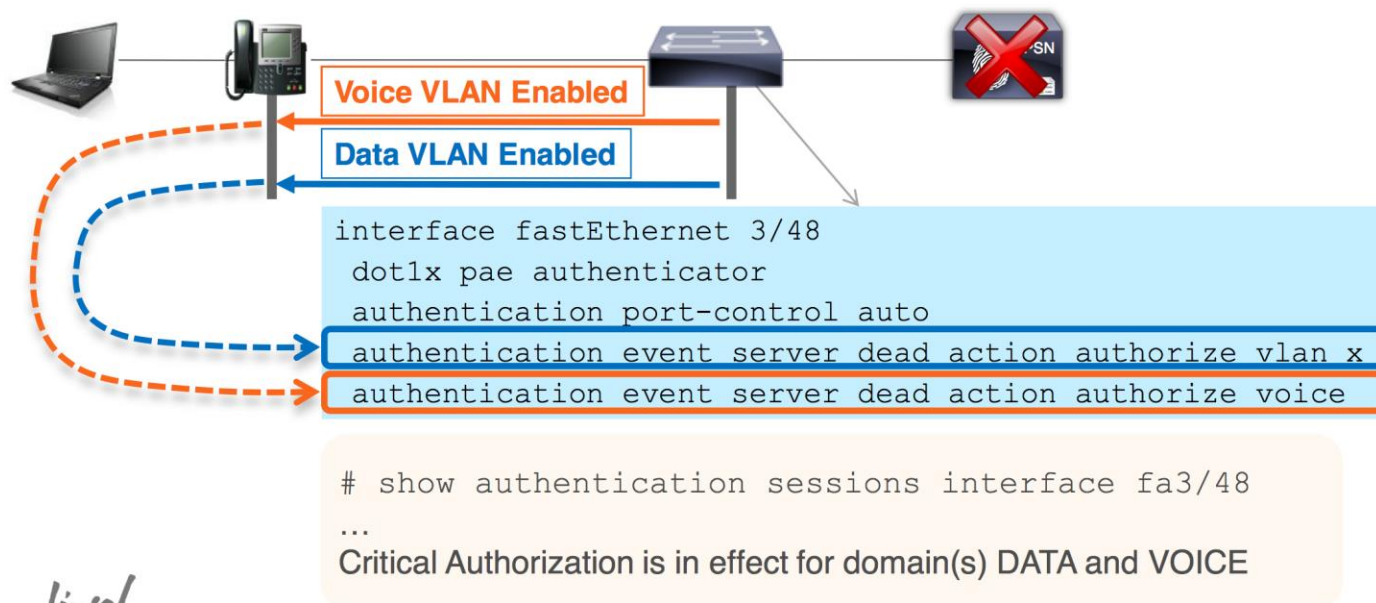 PSN
Voice VLAN Enabled
Data VLAN Enabled
interface fastEthernet 3/48
dot1x pae authenticator
authentication port-control auto
authentication event server dead action authorize vlan x
authentication event server dead action authorize voice
# show authentication sessions interface fa3/48
...
Critical Authorization is in effect for domain(s) DATA and VOICE